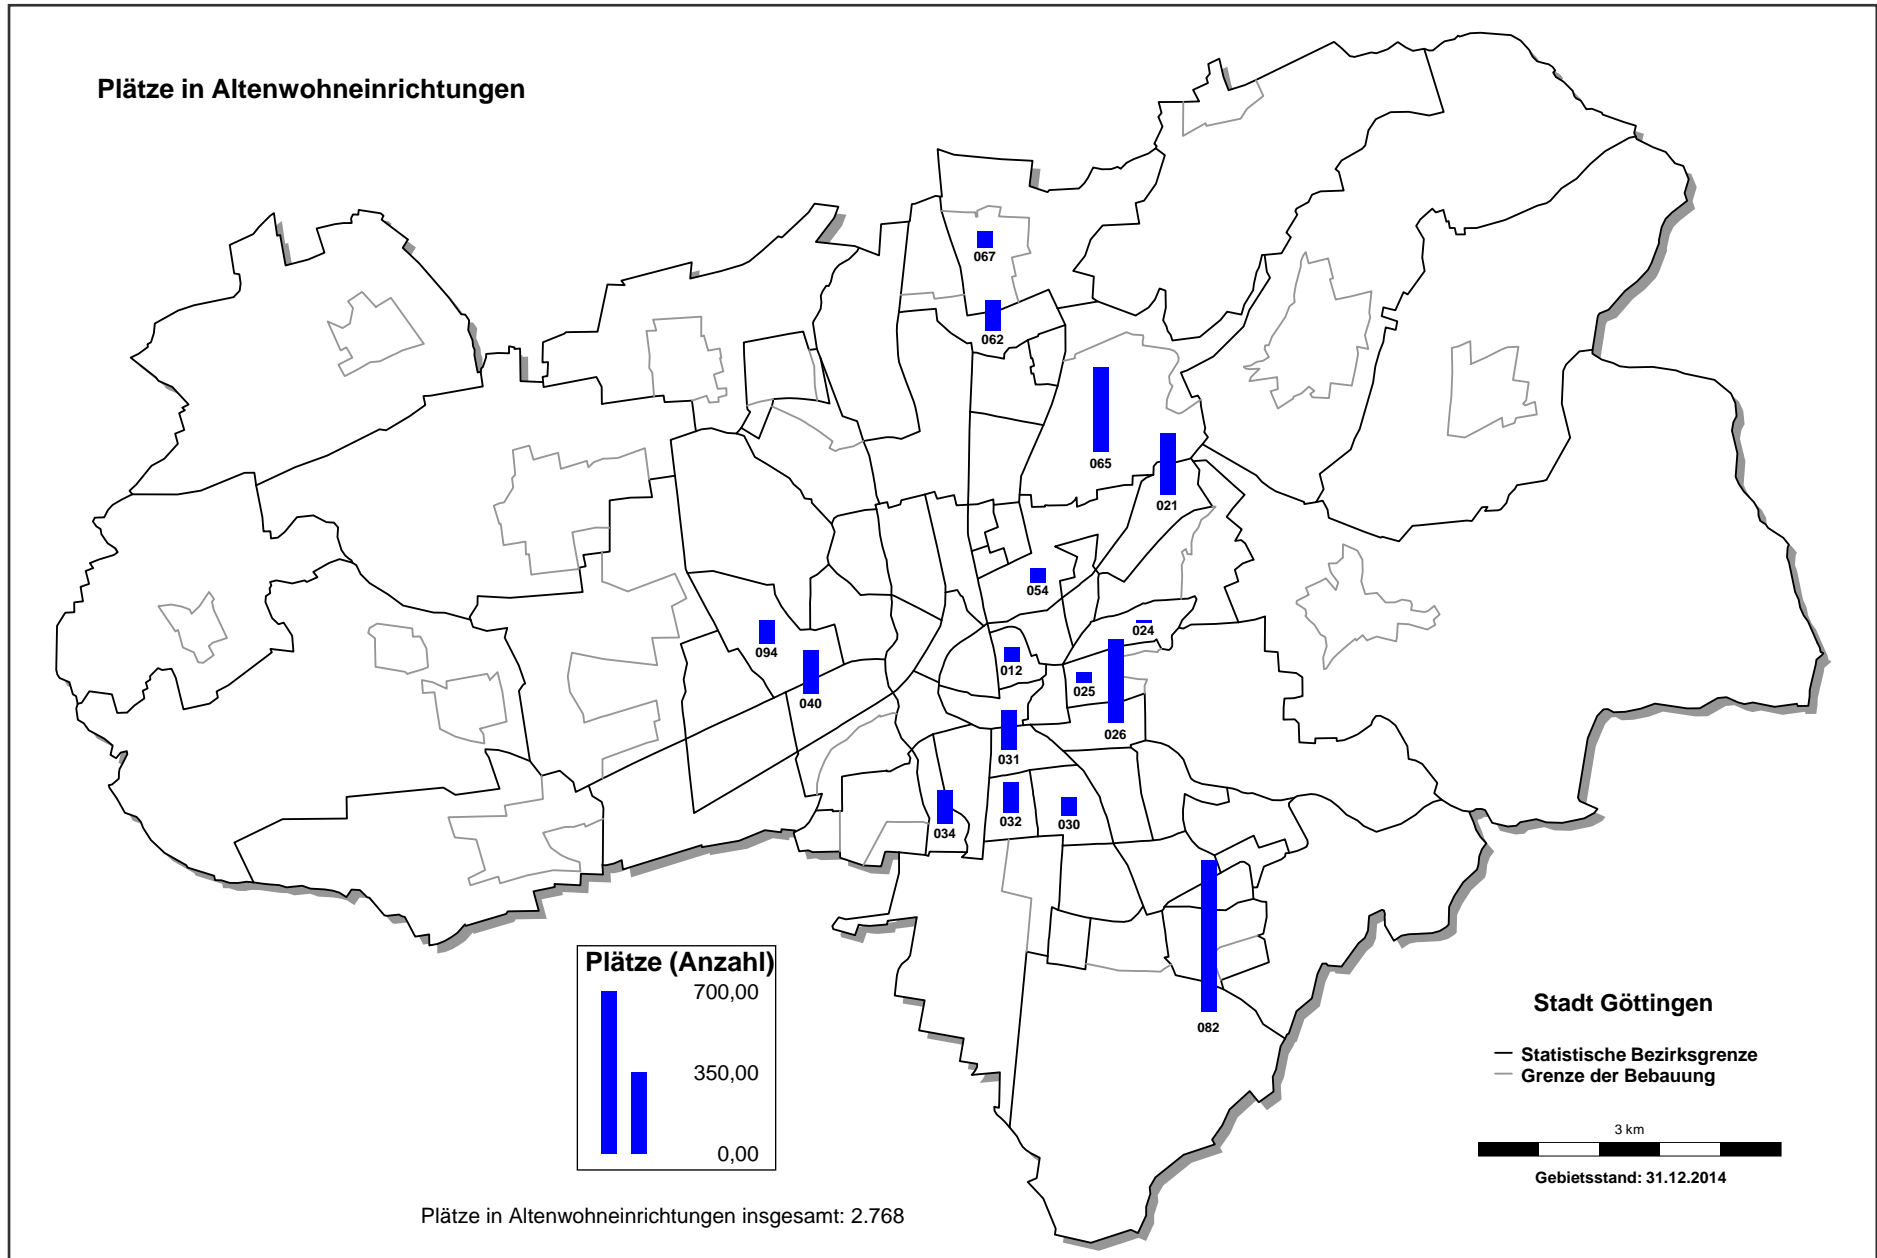 Plätze in Altenwohneinrichtungen
067
062
065
021
054
024
094
012
025
040
026
031
034
032
030
082
Plätze (Anzahl)
700,00
350,00
0,00
Stadt Göttingen
Statistische Bezirksgrenze
Grenze der Bebauung
3 km
Gebietsstand: 31.12.2014
Plätze in Altenwohneinrichtungen insgesamt: 2.768